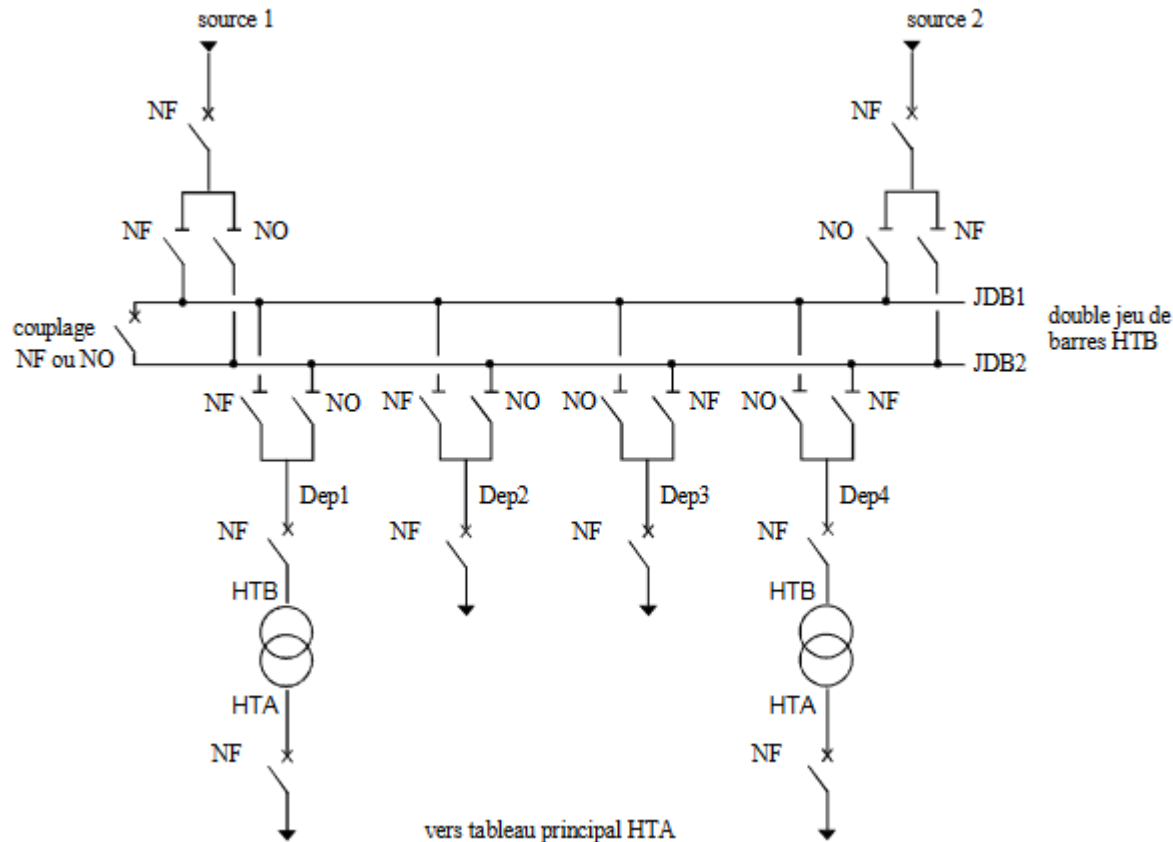 source 1
source 2
NF
NF
NF
NO
NO
NF
JDB1
couplage
NF ou NO
double jeu de
barres HTB
JDB2
NF
NO
NF
NO
NO
NF
NO
NF
Dep1
Dep2
Dep3
Dep4
NF
NF
NF
NF
HTB
HTB
HTA
HTA
NF
NF
vers tableau principal HTA